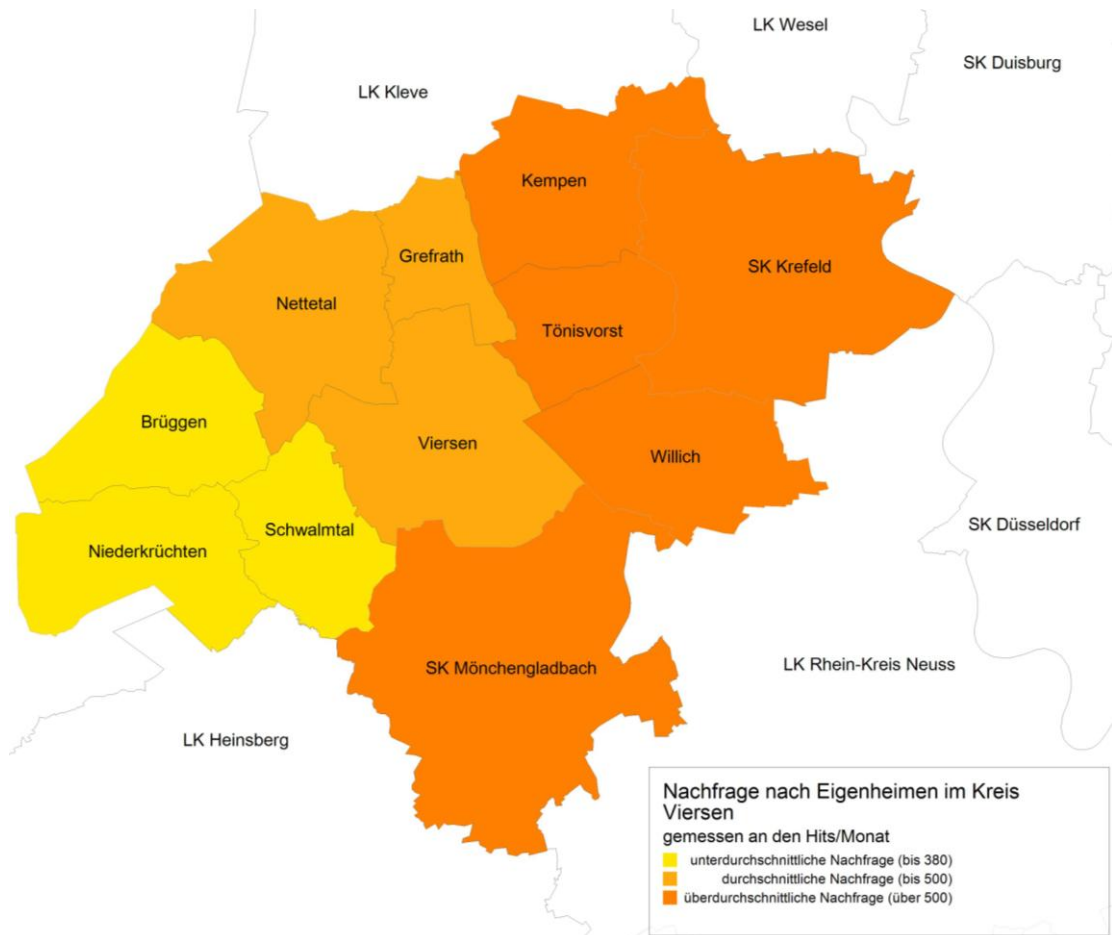 LK Wesel
SK Duisburg
LK Kleve
Kempen
Grefrath
SK Krefeld
Nettetal
Tönisvorst
Brüggen
Viersen
Willich
Schwalmtal
SK Düsseldorf
Niederkrüchten
SK Mönchengladbach
LK Rhein-Kreis Neuss
LK Heinsberg
Nachfrage nach Eigenheimen im Kreis
Viersen
gemessen an den Hits/Monat
unterdurchschnittliche Nachfrage (bis 380)
durchschnittliche Nachfrage (bis 500)
überdurchschnittliche Nachfrage (über 500)